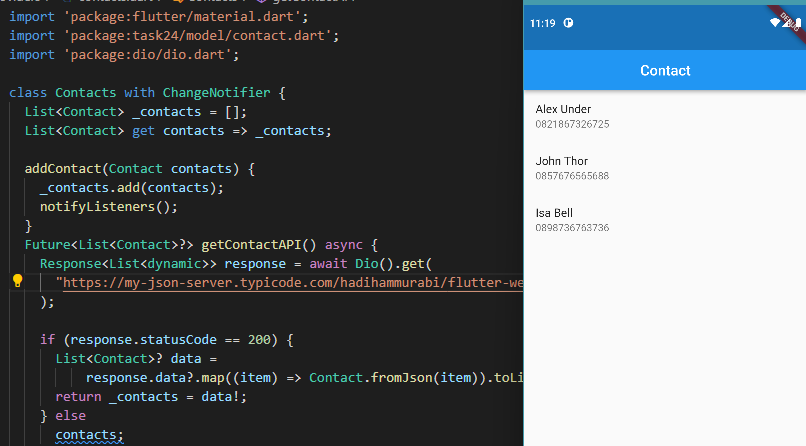 import 'package:flutter/material.dart';
import 'package:task24/model/contact.dart';
import 'package:dio/dio.dart';
class Contacts with ChangeNotifier {
List<Contact> _contacts = [];
List<Contact> get contacts => _contacts;
addContact(Contact contacts) {
_contacts.add(contacts);
notifyListeners();
}
Future<List<Contact>?> getContactAPI() async {
Response<List<dynamic>> response = await Dio().get(
"https://my-json-server.typicode.com/hadihammurabi/flutter-we
);
if (response.statusCode == 200) {
List<Contact>? data =
response.data?.map((item) => Contact.fromJson(item)).toLi
return _contacts = data!;
} else
contacts;
11:19
DEBUG
Contact
Alex Under
0821867326725
John Thor
0857676565688
Isa Bell
0898736763736